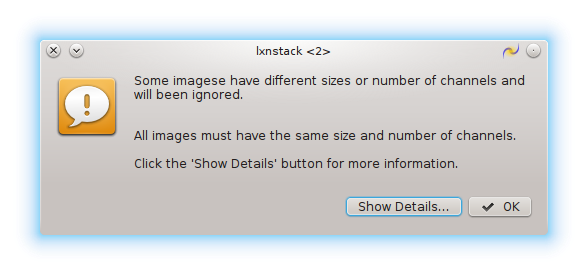 lxnstack <2>
Some imagese have different sizes or number of channels and
will been ignored.
All images must have the same size and number of channels.
Click the 'Show Details' button for more information.
Show Details...
OK